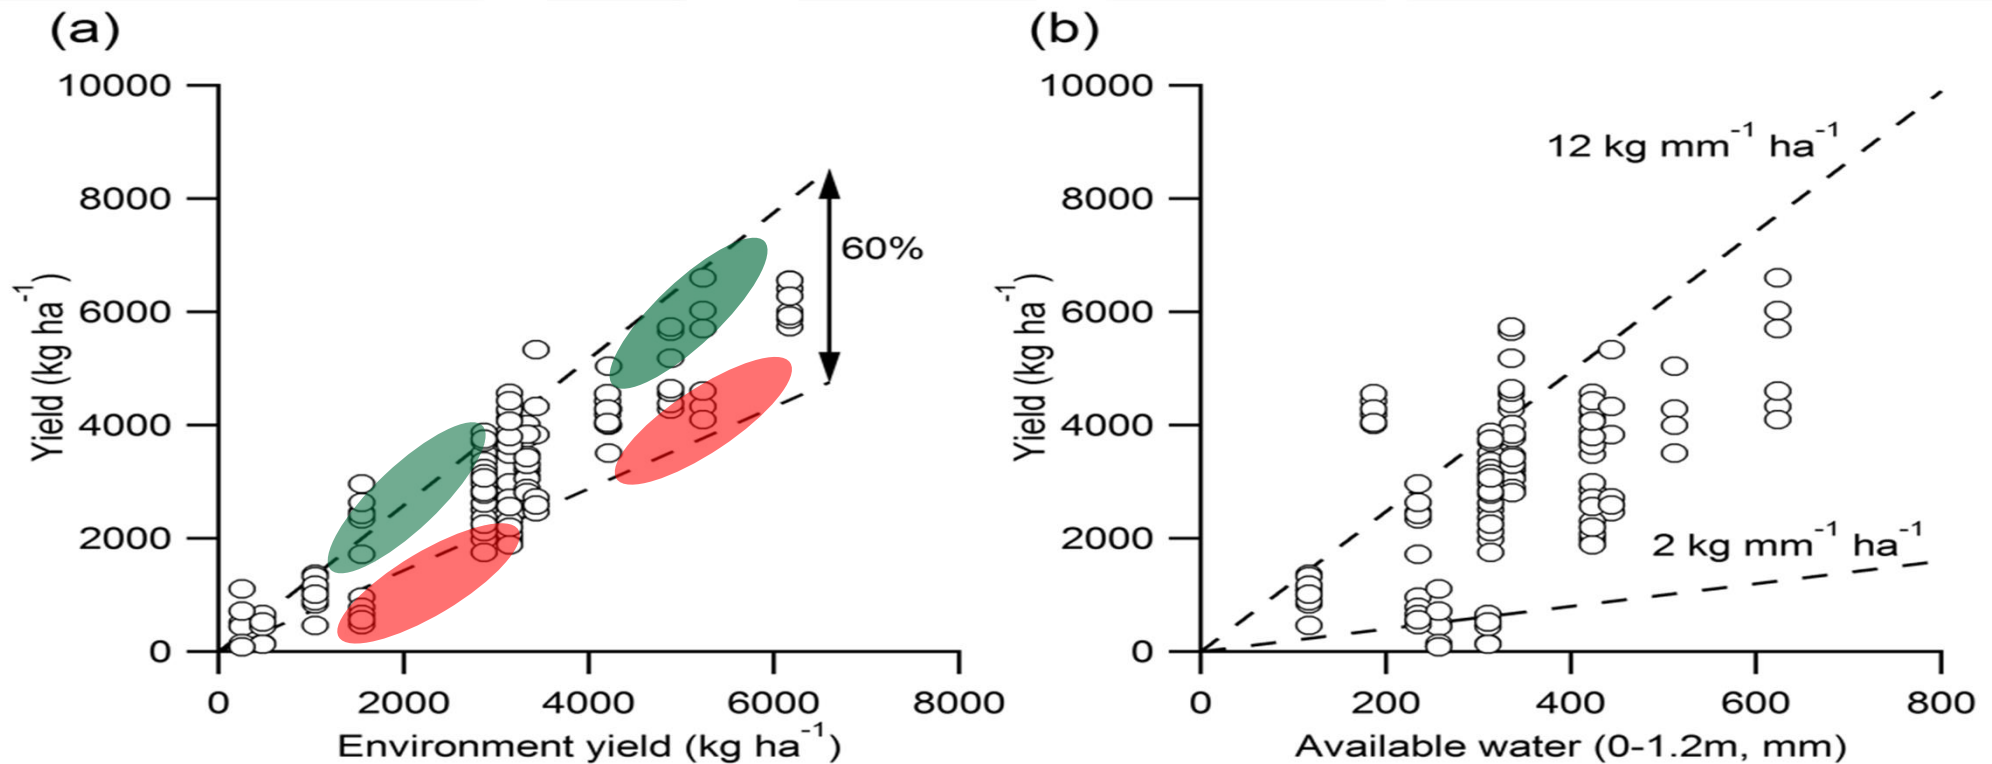 (a)
10000
8000
6000
4000
2000
0
Yield (kg ha-1)
60%
0 2000 4000 6000 8000
Environment yield (kg ha-1)
(b)
10000
8000
6000
4000
2000
0
Yield (kg ha-1)
12 kg mm-1 ha-1
2 kg mm-1 ha-1
0 200 400 600 800
Available water (0-1.2m, mm)